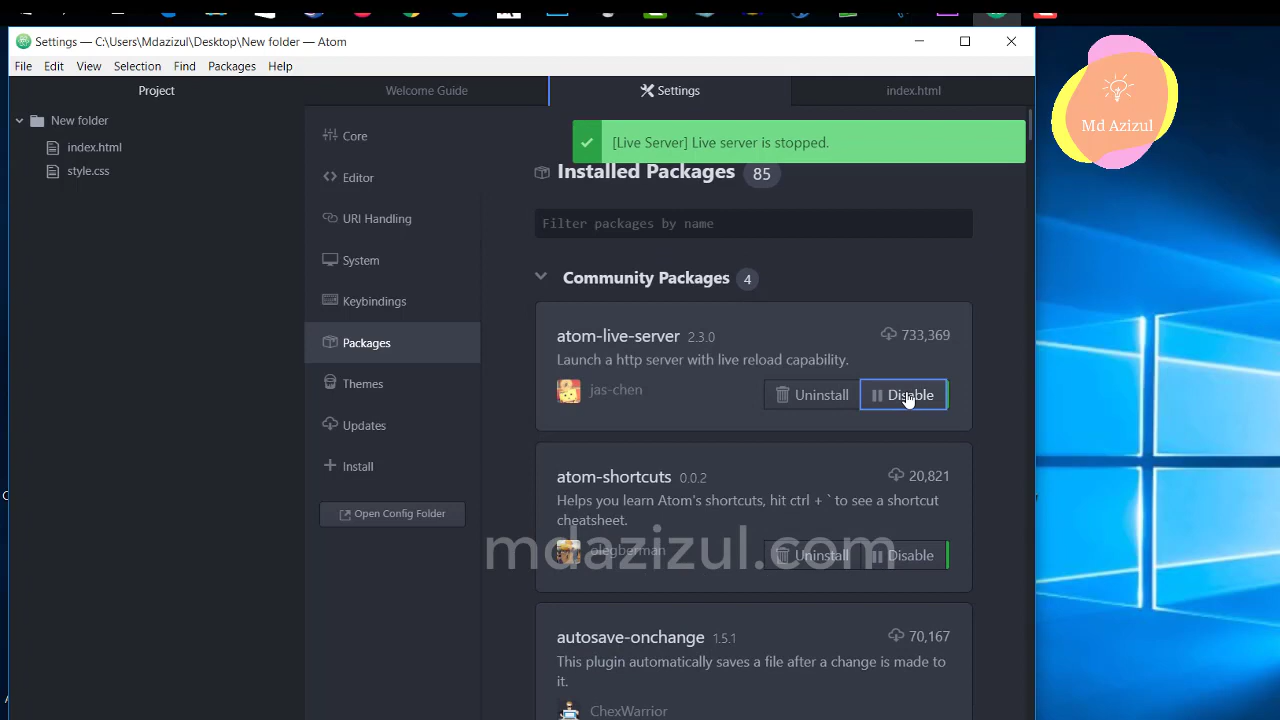 Settings — C:\Users\Mdazizul\Desktop\New folder — Atom
File Edit View Selection Find Packages Help
Project
Welcome Guide
Settings
index.html
New folder
index.html
style.css
Core
Editor
URI Handling
System
Keybindings
Packages
Themes
Updates
Install
Open Config Folder
[Live Server] Live server is stopped.
Installed Packages 85
Filter packages by name
Community Packages 4
atom-live-server 2.3.0 733,369
Launch a http server with live reload capability.
jas-chen Uninstall Disable
atom-shortcuts 0.0.2 20,821
Helps you learn Atom's shortcuts, hit ctrl + ` to see a shortcut
cheatsheet.
olegberman Uninstall Disable
autosave-onchange 1.5.1 70,167
This plugin automatically saves a file after a change is made to
it.
ChexWarrior
Md Azizul
mdazizul.com